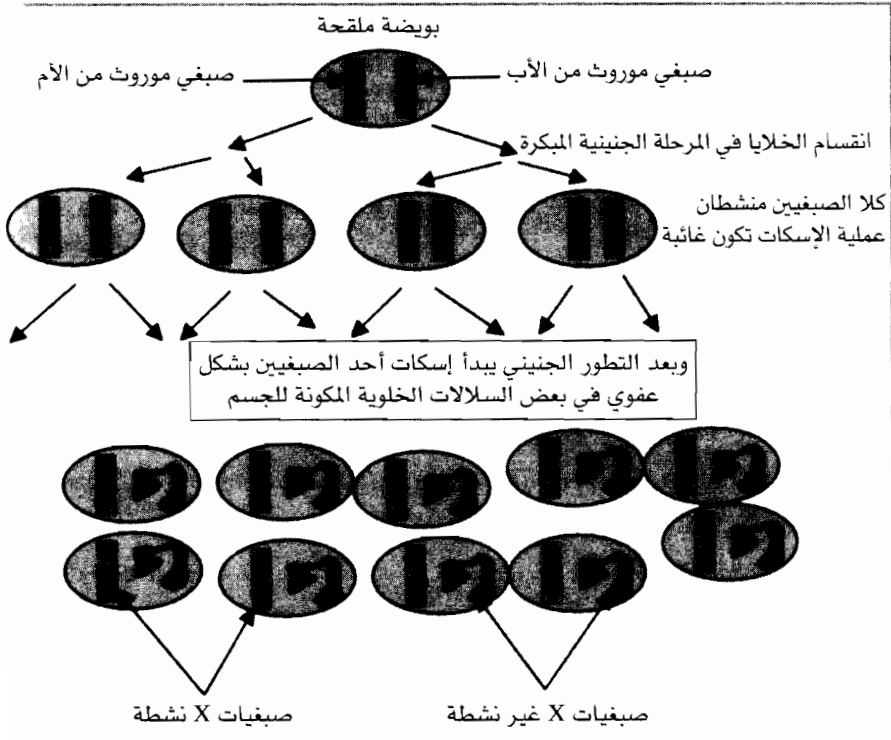 بويضة ملقحة
صبغي موروث من الأب
صبغي موروث من الأم
انقسام الخلايا في المرحلة الجنينية المبكرة
كلا الصبغيين منشطان
عملية الإسكات تكون غائبة
وبعد التطور الجنيني يبدأ إسكات أحد الصبغيين بشكل
عفوي في بعض السلالات الخلوية المكونة للجسم
صبغيات X غير نشطة
صبغيات X نشطة